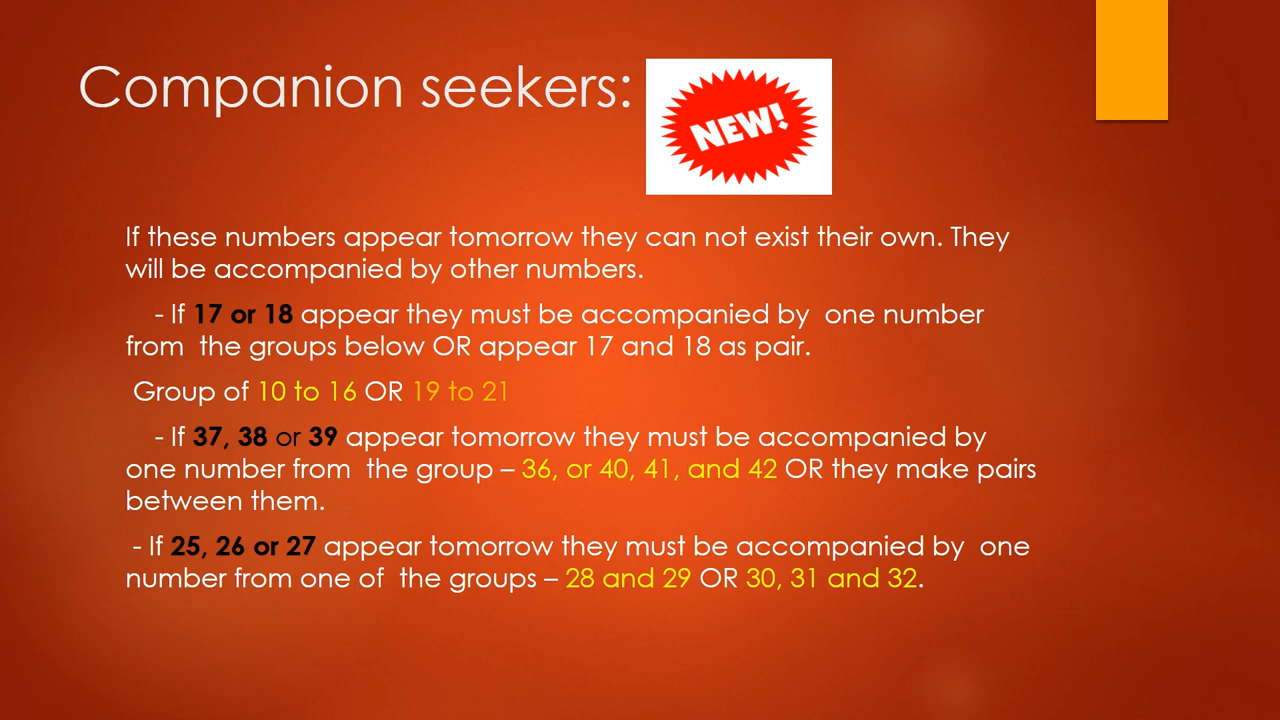 Companion seekers:
NEW!
If these numbers appear tomorrow they can not exist their own. They
will be accompanied by other numbers.
- If 17 or 18 appear they must be accompanied by one number
from the groups below OR appear 17 and 18 as pair.
Group of 10 to 16 OR 19 to 21
- If 37, 38 or 39 appear tomorrow they must be accompanied by
one number from the group – 36, or 40, 41, and 42 OR they make pairs
between them.
- If 25, 26 or 27 appear tomorrow they must be accompanied by one
number from one of the groups – 28 and 29 OR 30, 31 and 32.